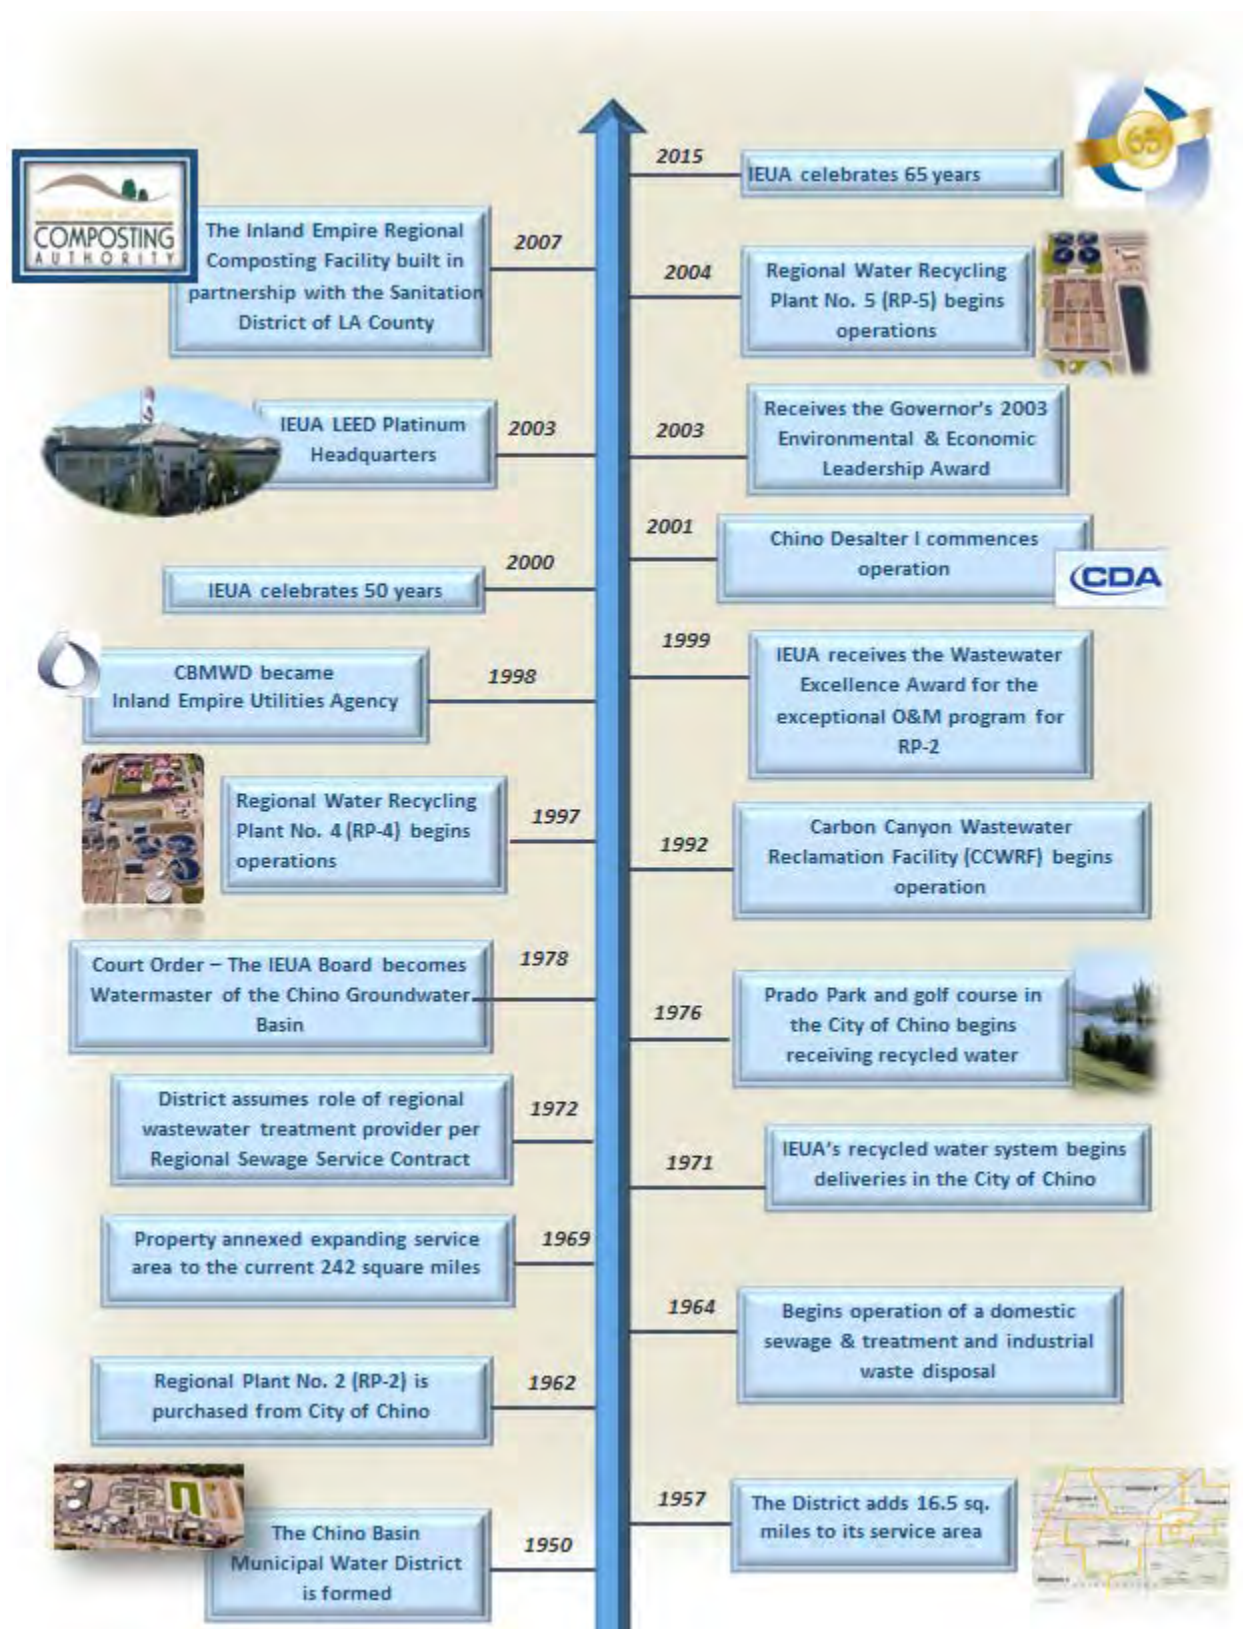 2015
IEUA celebrates 65 years
65
COMPOSTING
AUTHORITY
The Inland Empire Regional
Composting Facility built in
partnership with the Sanitation
District of LA County
2007
2004
Regional Water Recycling
Plant No. 5 (RP-5) begins
operations
IEUA LEED Platinum
Headquarters
2003
2003
Receives the Governor's 2003
Environmental & Economic
Leadership Award
2001
Chino Desalter I commences
operation
CDA
2000
IEUA celebrates 50 years
1999
IEUA receives the Wastewater
Excellence Award for the
exceptional O&M program for
RP-2
CBMWD became
Inland Empire Utilities Agency
1998
Regional Water Recycling
Plant No. 4 (RP-4) begins
operations
1997
1992
Carbon Canyon Wastewater
Reclamation Facility (CCWRF) begins
operation
Court Order – The IEUA Board becomes
Watermaster of the Chino Groundwater
Basin
1978
1976
Prado Park and golf course in
the City of Chino begins
receiving recycled water
District assumes role of regional
wastewater treatment provider per
Regional Sewage Service Contract
1972
1971
IEUA's recycled water system begins
deliveries in the City of Chino
Property annexed expanding service
area to the current 242 square miles
1969
1964
Begins operation of a domestic
sewage & treatment and industrial
waste disposal
Regional Plant No. 2 (RP-2) is
purchased from City of Chino
1962
1957
The District adds 16.5 sq.
miles to its service area
The Chino Basin
Municipal Water District
is formed
1950